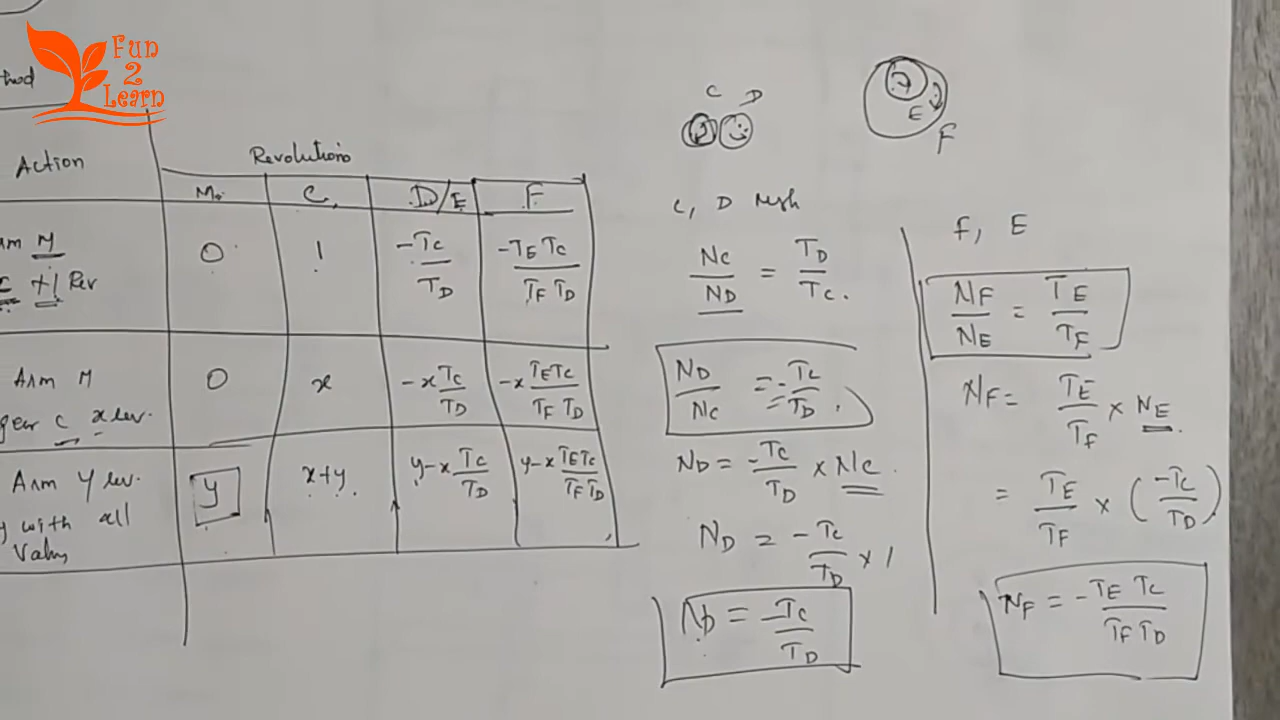 Fun
2
Learn
thod
Action
Revolutions
M.
C,
D/E
F
M
0
1
-TC/TD
-TE TC/TF TD
+1 Rev
Arm M
0
x
-x TC/TD
-x TETC/TF TD
gear C x rev.
Arm Y rev.
y
x+y
y-x TC/TD
y-x TETC/TFTD
y with all
Values
C D
E
F
C, D mesh
NC/ND = TD/TC.
ND/NC = -TC/TD.
ND = -TC/TD × NC.
ND = -TC/TD × 1
ND = -TC/TD
F, E
NF/NE = TE/TF
NF = TE/TF × NE.
= TE/TF × (-TC/TD)
NF = -TE TC/TF TD